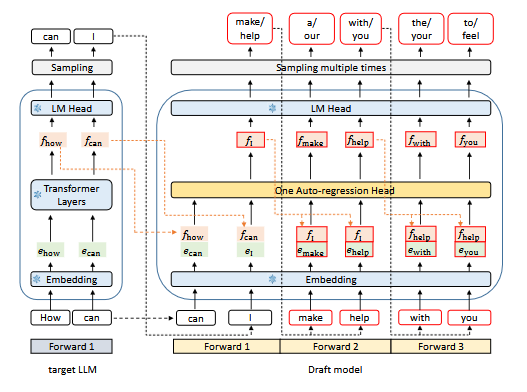 make/ a/ with/ the/ to/
can I help our you your feel
Sampling Sampling multiple times
LM Head LM Head
f_how f_can f_I f_make f_help f_with f_you
Transformer
Layers One Auto-regression Head
f_how f_can f_I f_I f_help f_help
e_how e_can e_can e_I e_make e_help e_with e_you
Embedding Embedding
How can can I make help with you
Forward 1 Forward 1 Forward 2 Forward 3
target LLM Draft model